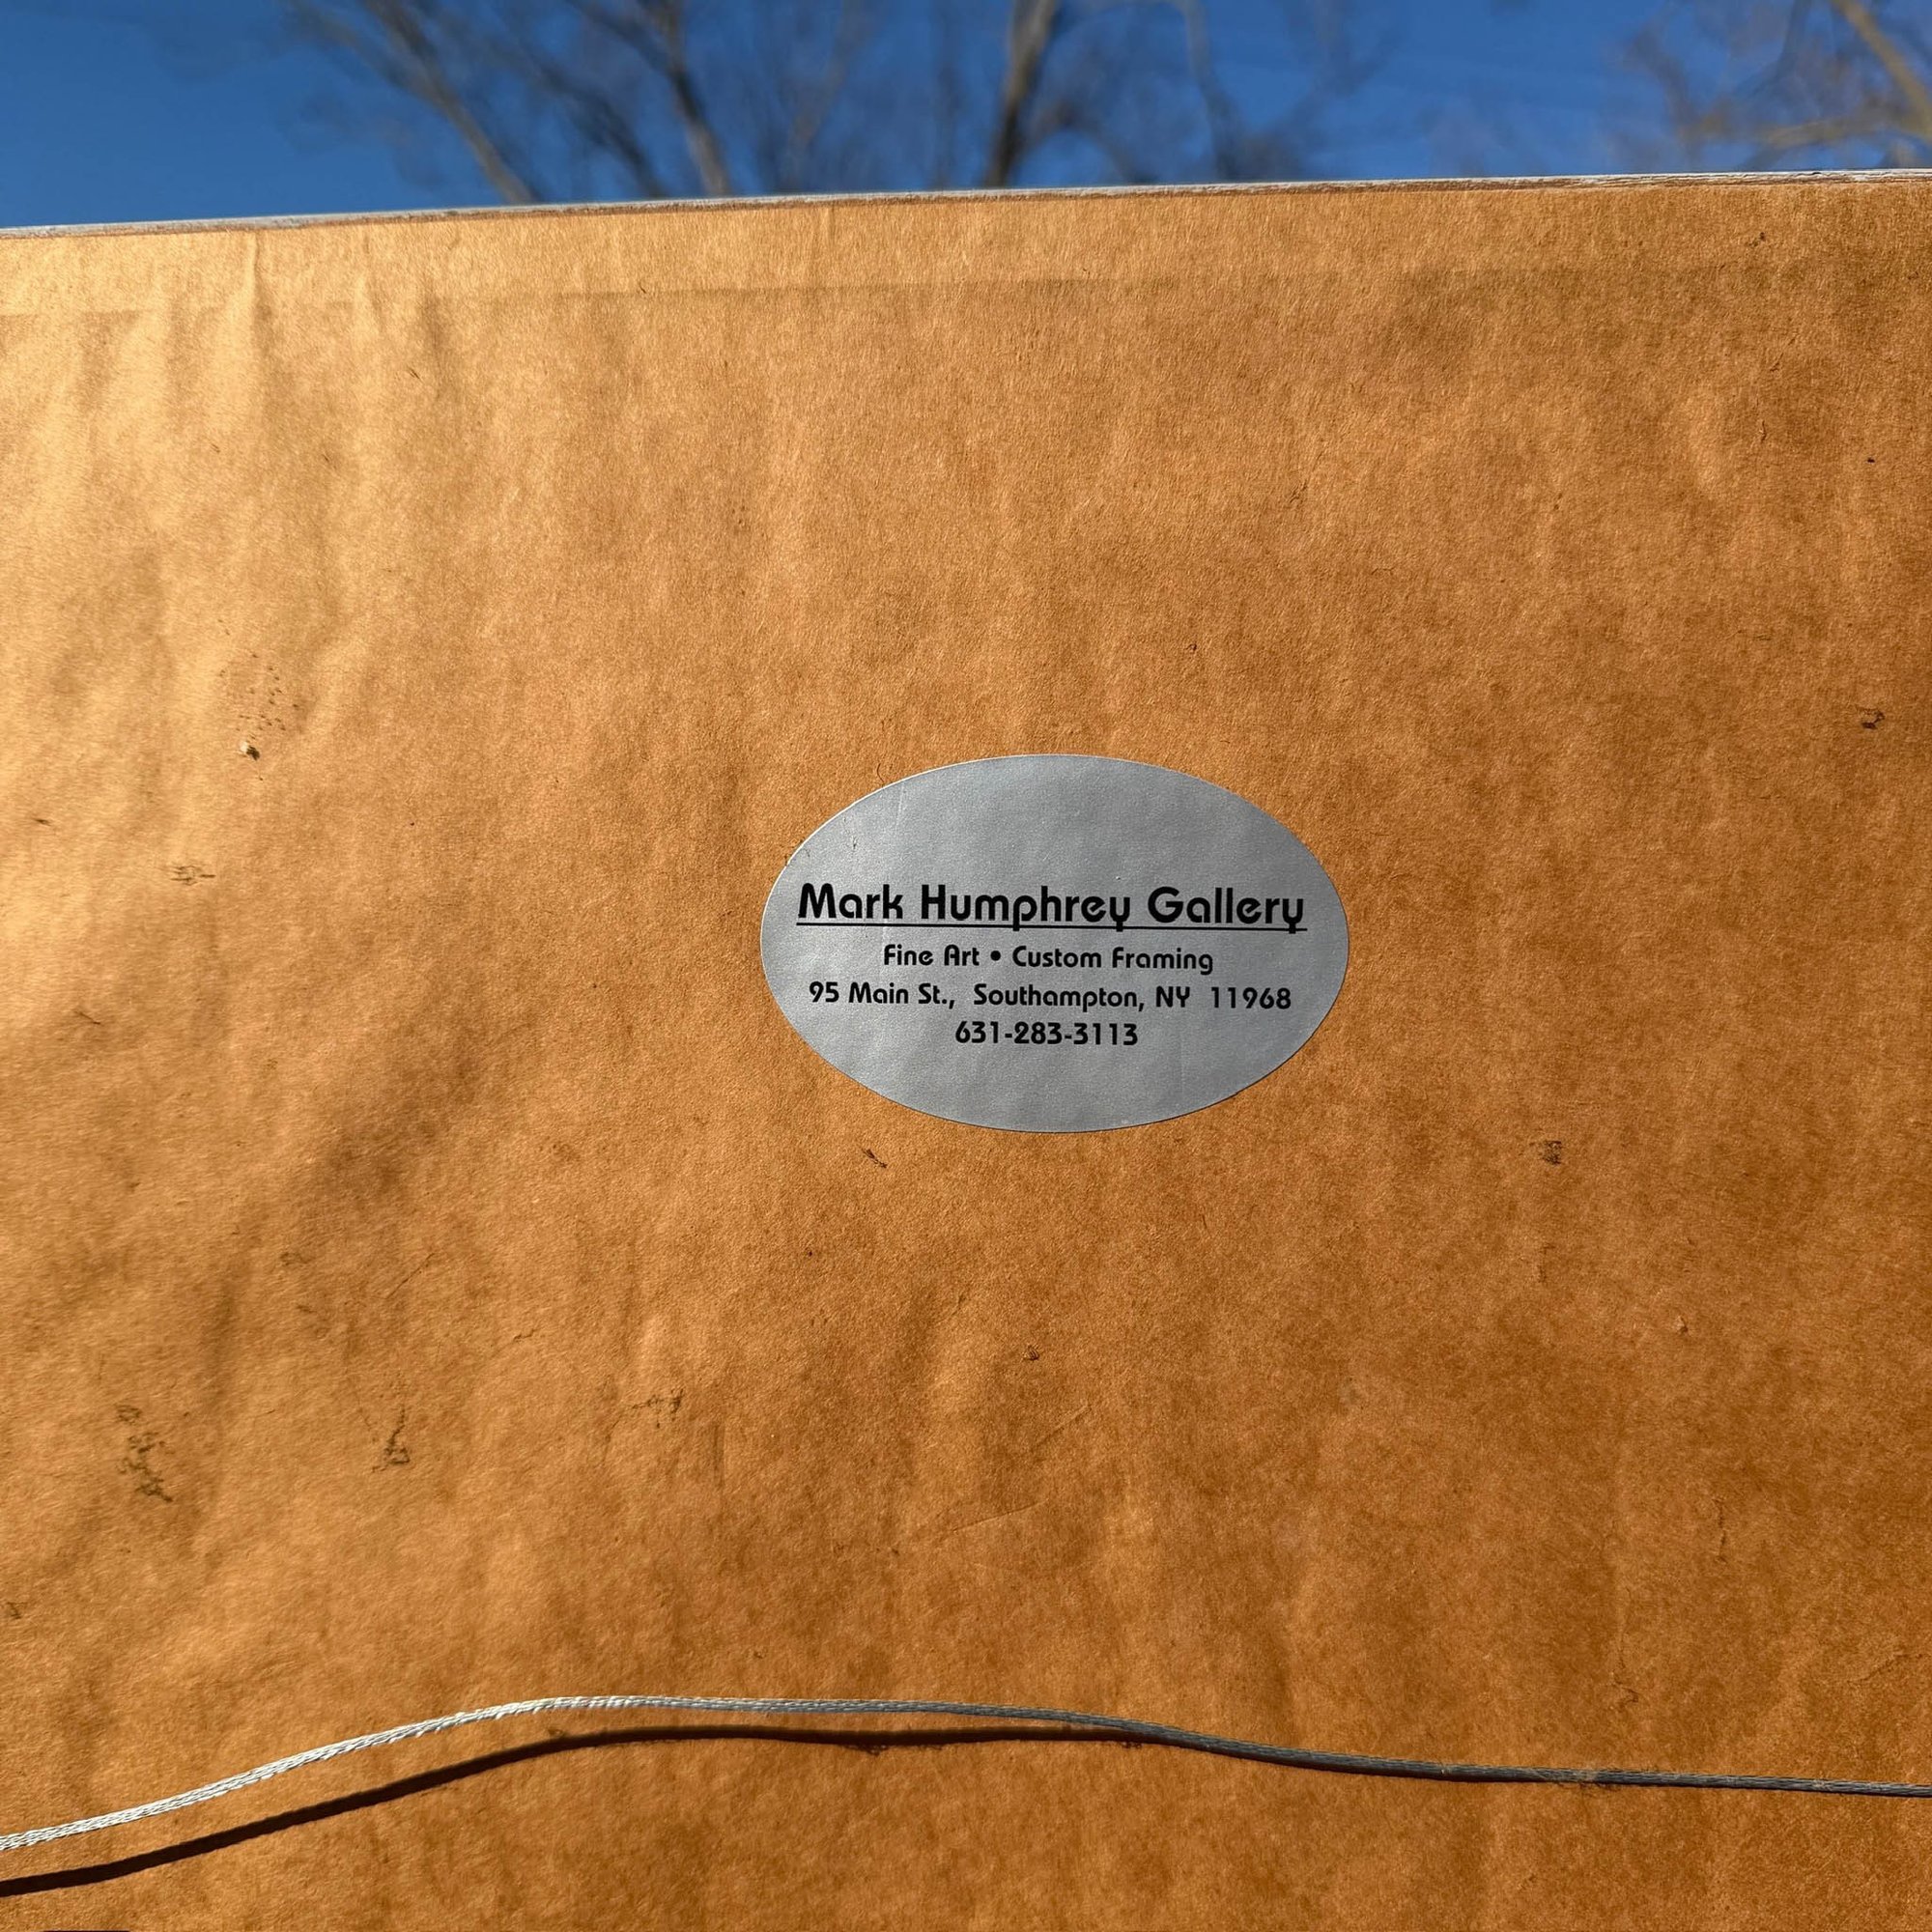 Mark Humphrey Gallery
Fine Art • Custom Framing
95 Main St., Southampton, NY 11968
631-283-3113